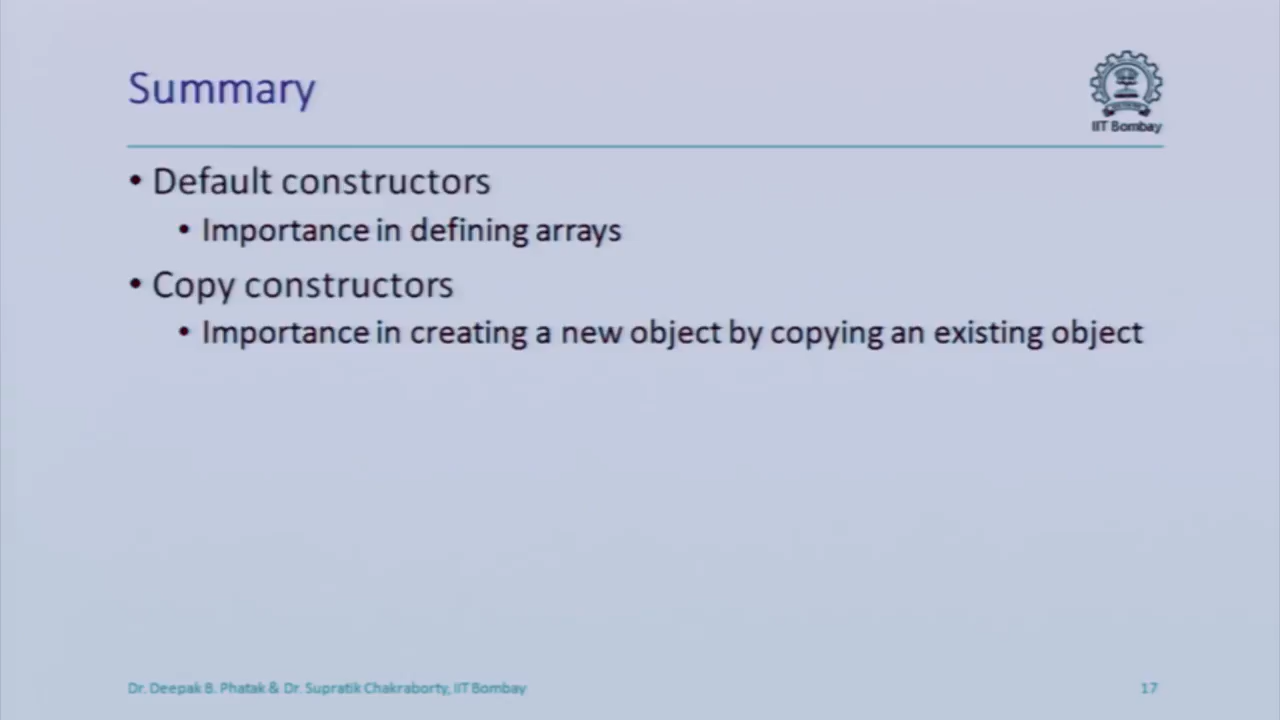 Summary
IIT Bombay
• Default constructors
• Importance in defining arrays
• Copy constructors
• Importance in creating a new object by copying an existing object
Dr. Deepak B. Phatak & Dr. Supratik Chakraborty, IIT Bombay
17